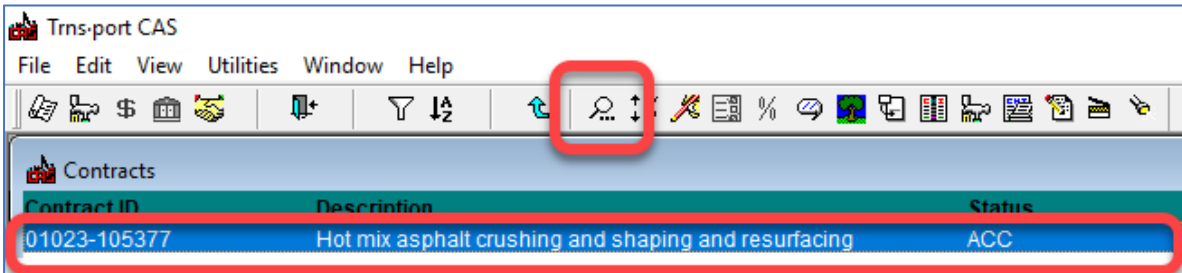 Trns·port CAS
File Edit View Utilities Window Help
Contracts
Contract ID Description Status
01023-105377 Hot mix asphalt crushing and shaping and resurfacing ACC